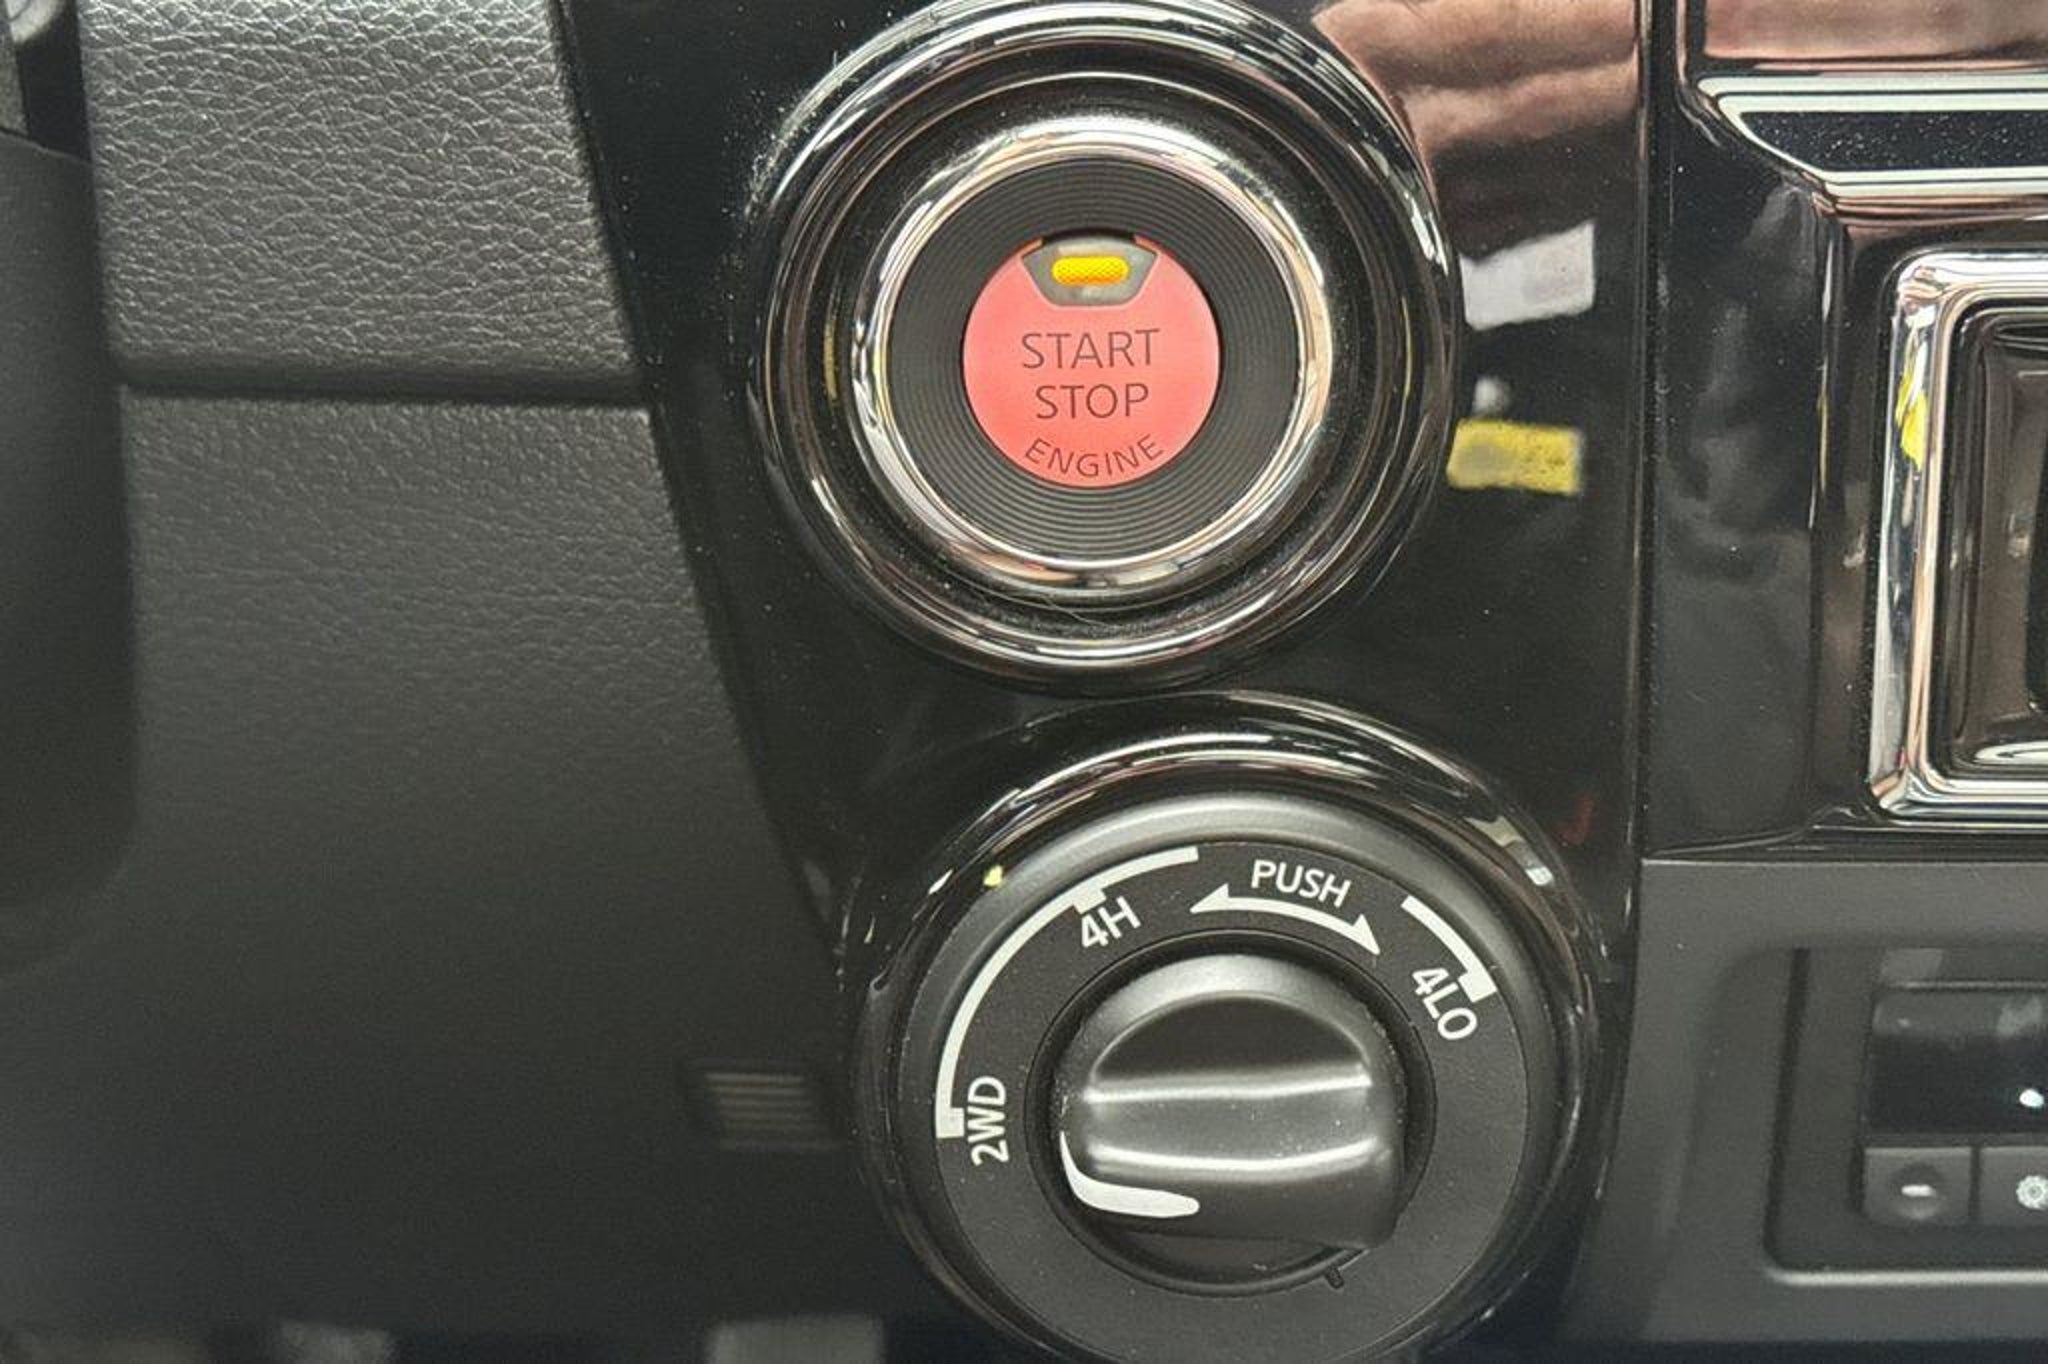 START
STOP
ENGINE
PUSH
4H
4LO
2WD